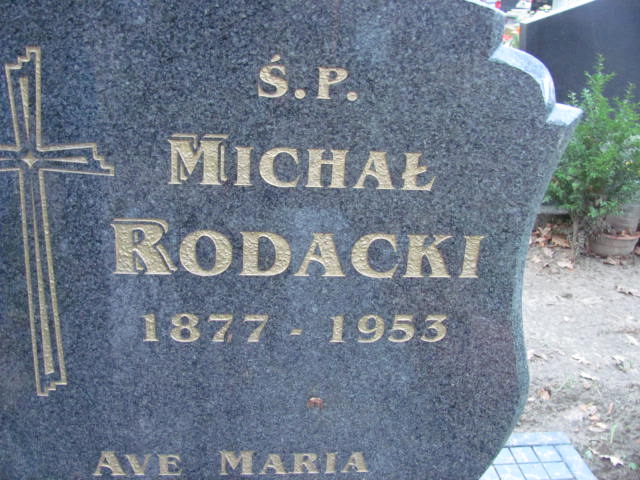 Ś.P.
MICHAŁ
RODACKI
1877 - 1953
AVE MARIA